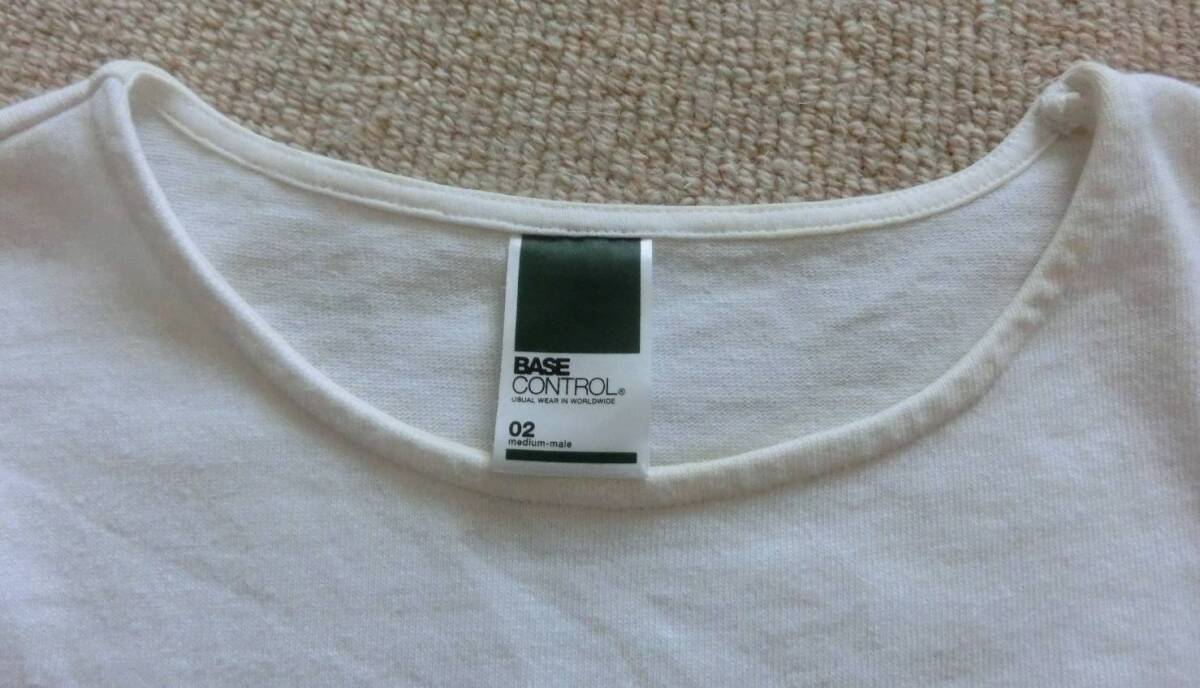 BASE
CONTROL®
USUAL WEAR IN WORLDWIDE
02
medium-male